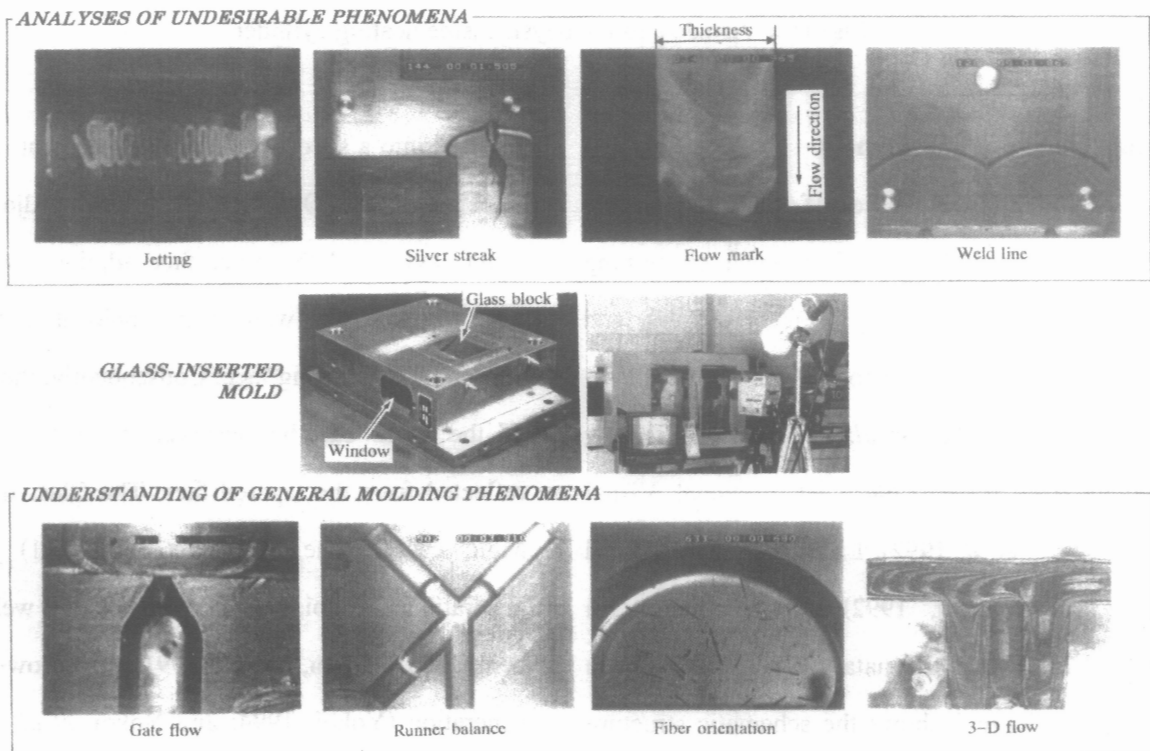 ANALYSES OF UNDESIRABLE PHENOMENA
Thickness
Flow direction
Jetting
Silver streak
Flow mark
Weld line
GLASS-INSERTED
MOLD
Glass block
Window
UNDERSTANDING OF GENERAL MOLDING PHENOMENA
Gate flow
Runner balance
Fiber orientation
3-D flow